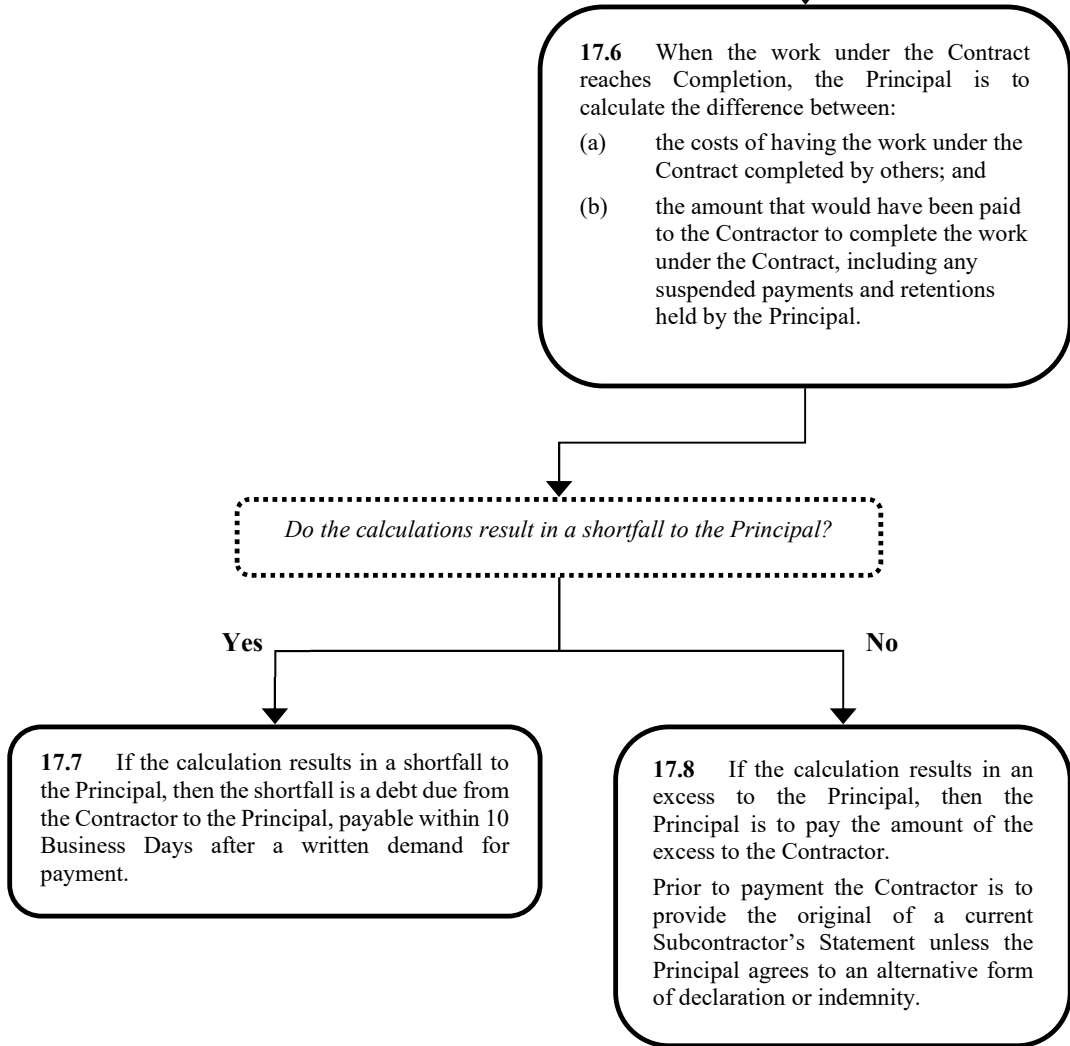 17.6 When the work under the Contract
reaches Completion, the Principal is to
calculate the difference between:
(a) the costs of having the work under the
Contract completed by others; and
(b) the amount that would have been paid
to the Contractor to complete the work
under the Contract, including any
suspended payments and retentions
held by the Principal.
Do the calculations result in a shortfall to the Principal?
Yes
No
17.7 If the calculation results in a shortfall to
the Principal, then the shortfall is a debt due from
the Contractor to the Principal, payable within 10
Business Days after a written demand for
payment.
17.8 If the calculation results in an
excess to the Principal, then the
Principal is to pay the amount of the
excess to the Contractor.
Prior to payment the Contractor is to
provide the original of a current
Subcontractor's Statement unless the
Principal agrees to an alternative form
of declaration or indemnity.